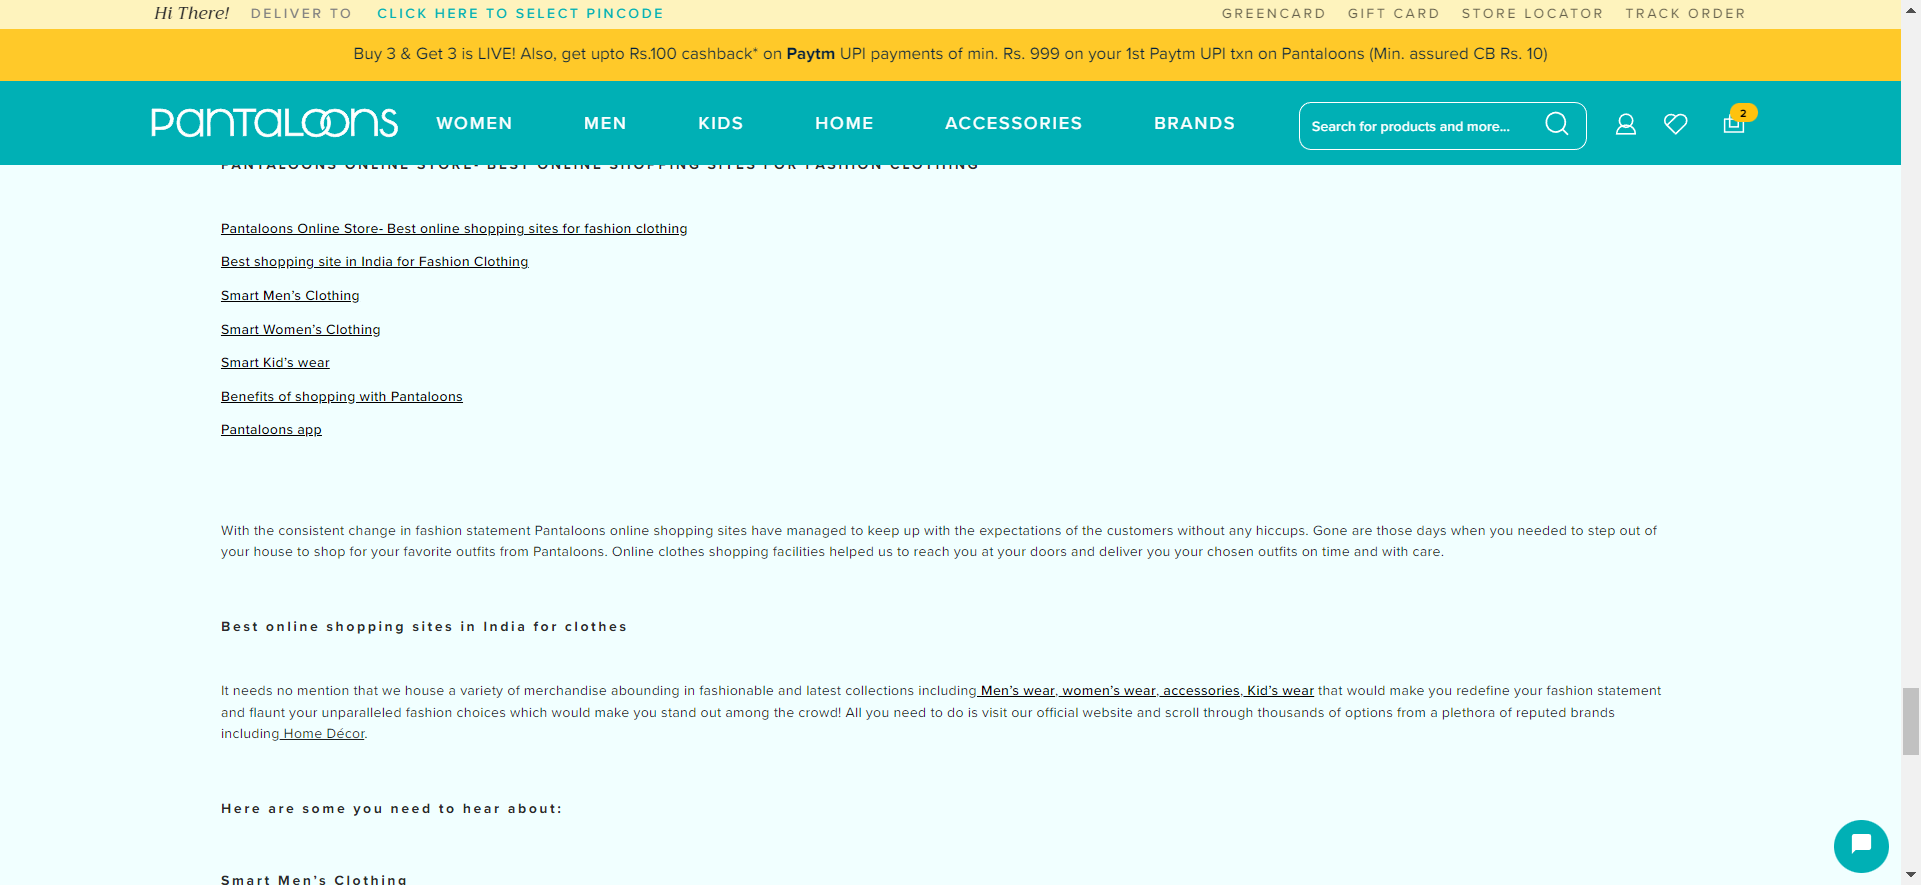 Hi There! DELIVER TO CLICK HERE TO SELECT PINCODE GREENCARD GIFT CARD STORE LOCATOR TRACK ORDER
Buy 3 & Get 3 is LIVE! Also, get upto Rs.100 cashback* on Paytm UPI payments of min. Rs. 999 on your 1st Paytm UPI txn on Pantaloons (Min. assured CB Rs. 10)
PANTALOONS WOMEN MEN KIDS HOME ACCESSORIES BRANDS Search for products and more... 2
PANTALOONS ONLINE STORE- BEST ONLINE SHOPPING SITES FOR FASHION CLOTHING
Pantaloons Online Store- Best online shopping sites for fashion clothing
Best shopping site in India for Fashion Clothing
Smart Men’s Clothing
Smart Women’s Clothing
Smart Kid’s wear
Benefits of shopping with Pantaloons
Pantaloons app
With the consistent change in fashion statement Pantaloons online shopping sites have managed to keep up with the expectations of the customers without any hiccups. Gone are those days when you needed to step out of
your house to shop for your favorite outfits from Pantaloons. Online clothes shopping facilities helped us to reach you at your doors and deliver you your chosen outfits on time and with care.
Best online shopping sites in India for clothes
It needs no mention that we house a variety of merchandise abounding in fashionable and latest collections including Men’s wear, women’s wear, accessories, Kid’s wear that would make you redefine your fashion statement
and flaunt your unparalleled fashion choices which would make you stand out among the crowd! All you need to do is visit our official website and scroll through thousands of options from a plethora of reputed brands
including Home Décor.
Here are some you need to hear about:
Smart Men’s Clothing